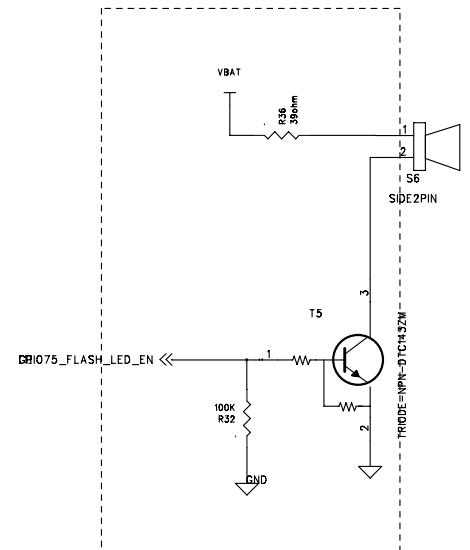 VBAT
R36
39ohm
1
2
S6
SIDE2PIN
3
T5
TRIODE=NPN-DTC143ZM
GPIO75_FLASH_LED_EN
1
100K
R32
2
GND